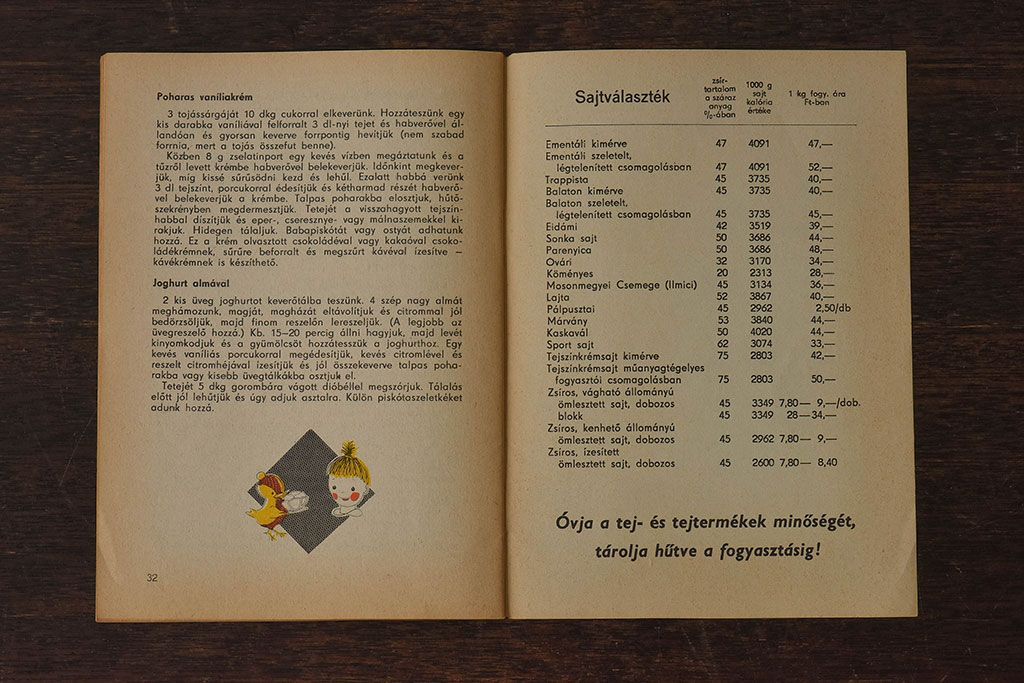 Poharas vaníliakrém
3 tojássárgáját 10 dkg cukorral elkeverünk. Hozzáteszünk egy
kis darabka vaníliával felforralt 3 dl-nyi tejet és habverővel ál-
landóan és gyorsan keverve forrpontig hevítjük (nem szabad
forrnia, mert a tojás összefut benne).
Közben 8 g zselatinport egy kevés vízben megáztatunk és a
tűzről levett krémbe habverővel belekeverjük. Időnkint megkever-
jük, míg kissé sűrűsödni kezd és lehűl. Ezalatt habbá verünk
3 dl tejszínt, porcukorral édesítjük és kétharmad részét habverő-
vel belekeverjük a krémbe. Talpas poharakba elosztjuk, hűtő-
szekrényben megdermesztjük. Tetejét a visszahagyott tejszín-
habbal díszítjük és eper-, cseresznye- vagy málnaszemekkel ki-
rakjuk. Hidegen tálaljuk. Babapiskótát vagy ostyát adhatunk
hozzá. Ez a krém olvasztott csokoládéval vagy kakaóval csoko-
ládékrémnek, sűrűre beforralt és megszűrt kávéval ízesítve –
kávékrémnek is készíthető.
Joghurt almával
2 kis üveg joghurtot keverőtálba teszünk. 4 szép nagy almát
meghámozunk, magját, magházát eltávolítjuk és citrommal jól
bedörzsöljük, majd finom reszelőn lereszeljük. (A legjobb az
üvegreszelő hozzá.) Kb. 15–20 percig állni hagyjuk, majd levét
kinyomkodjuk és a gyümölcsöt hozzátesszük a joghurthoz. Egy
kevés vaníliás porcukorral megédesítjük, kevés citromlével és
reszelt citromhéjával ízesítjük és jól összekeverve talpas poha-
rakba vagy kisebb üvegtálkákba osztjuk el.
Tetejét 5 dkg gorombára vágott dióbéllel megszórjuk. Tálalás
előtt jól lehűtjük és úgy adjuk asztalra. Külön piskótaszeletkéket
adunk hozzá.
32
Sajtválaszték
zsír-
tartalom
a száraz
anyag
%-ában
1000 g
sajt
kalória
értéke
1 kg fogy. ára
Ft-ban
Ementáli kimérve 47 4091 47,—
Ementáli szeletelt,
légtelenített csomagolásban 47 4091 52,—
Trappista 45 3735 40,—
Balaton kimérve 45 3735 40,—
Balaton szeletelt,
légtelenített csomagolásban 45 3735 45,—
Eidámi 42 3519 39,—
Sonka sajt 50 3686 44,—
Parenyica 50 3686 48,—
Óvári 32 3170 34,—
Köményes 20 2313 28,—
Mosonmegyei Csemege (Ilmici) 45 3134 36,—
Lajta 52 3867 40,—
Pálpusztai 45 2962 2,50/db
Márvány 53 3840 44,—
Kaskavál 50 4020 44,—
Sport sajt 62 3074 33,—
Tejszínkrémsajt kimérve 75 2803 42,—
Tejszínkrémsajt műanyagtégelyes
fogyasztói csomagolásban 75 2803 50,—
Zsíros, vágható állományú
ömlesztett sajt, dobozos 45 3349 7,80— 9,—/dob.
blokk 45 3349 28—34,—
Zsíros, kenhető állományú
ömlesztett sajt, dobozos 45 2962 7,80— 9,—
Zsíros, ízesített
ömlesztett sajt, dobozos 45 2600 7,80— 8,40
Óvja a tej- és tejtermékek minőségét,
tárolja hűtve a fogyasztásig!